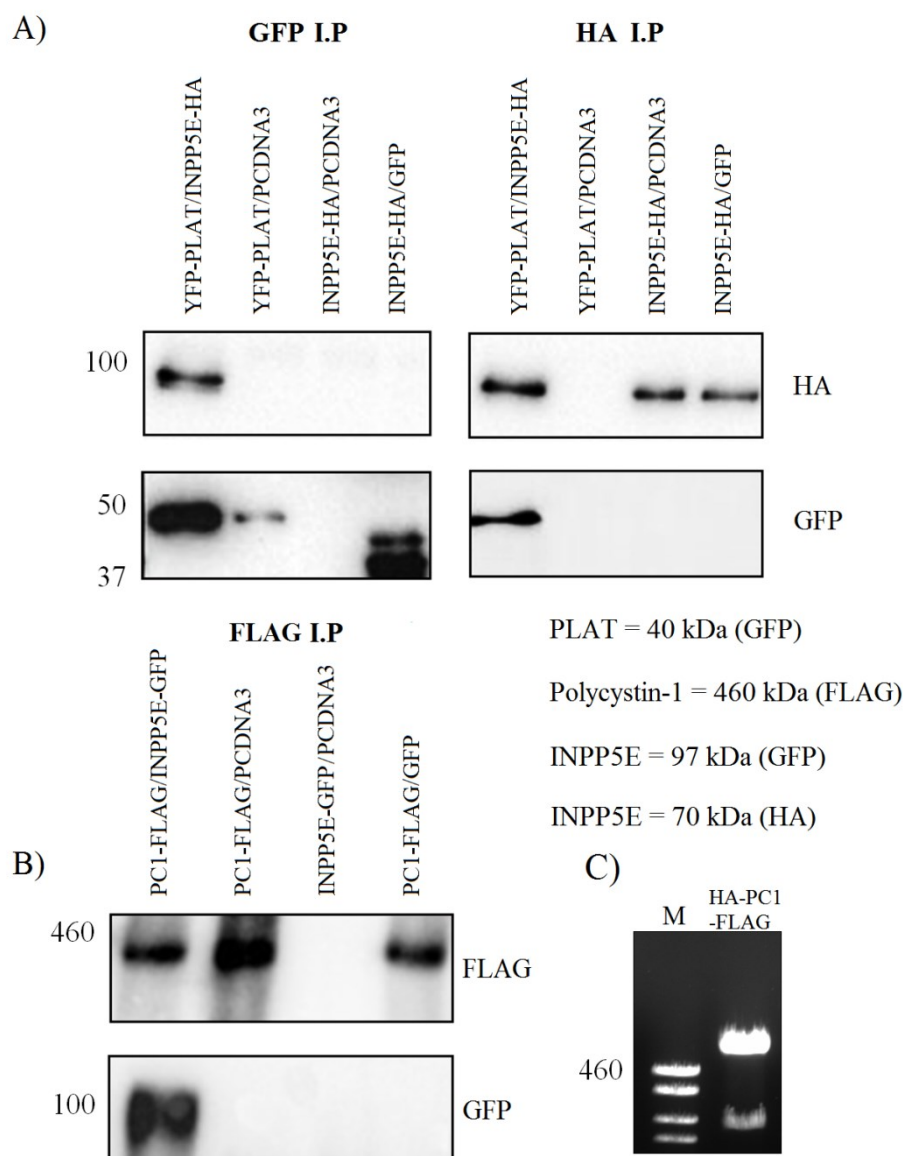 A)
GFP I.P
HA I.P
YFP-PLAT/INPP5E-HA
YFP-PLAT/PCDNA3
INPP5E-HA/PCDNA3
INPP5E-HA/GFP
YFP-PLAT/INPP5E-HA
YFP-PLAT/PCDNA3
INPP5E-HA/PCDNA3
INPP5E-HA/GFP
100
HA
50
37
GFP
FLAG I.P
PLAT = 40 kDa (GFP)
Polycystin-1 = 460 kDa (FLAG)
INPP5E = 97 kDa (GFP)
INPP5E = 70 kDa (HA)
B)
PC1-FLAG/INPP5E-GFP
PC1-FLAG/PCDNA3
INPP5E-GFP/PCDNA3
PC1-FLAG/GFP
460
FLAG
100
GFP
C)
M
HA-PC1
-FLAG
460